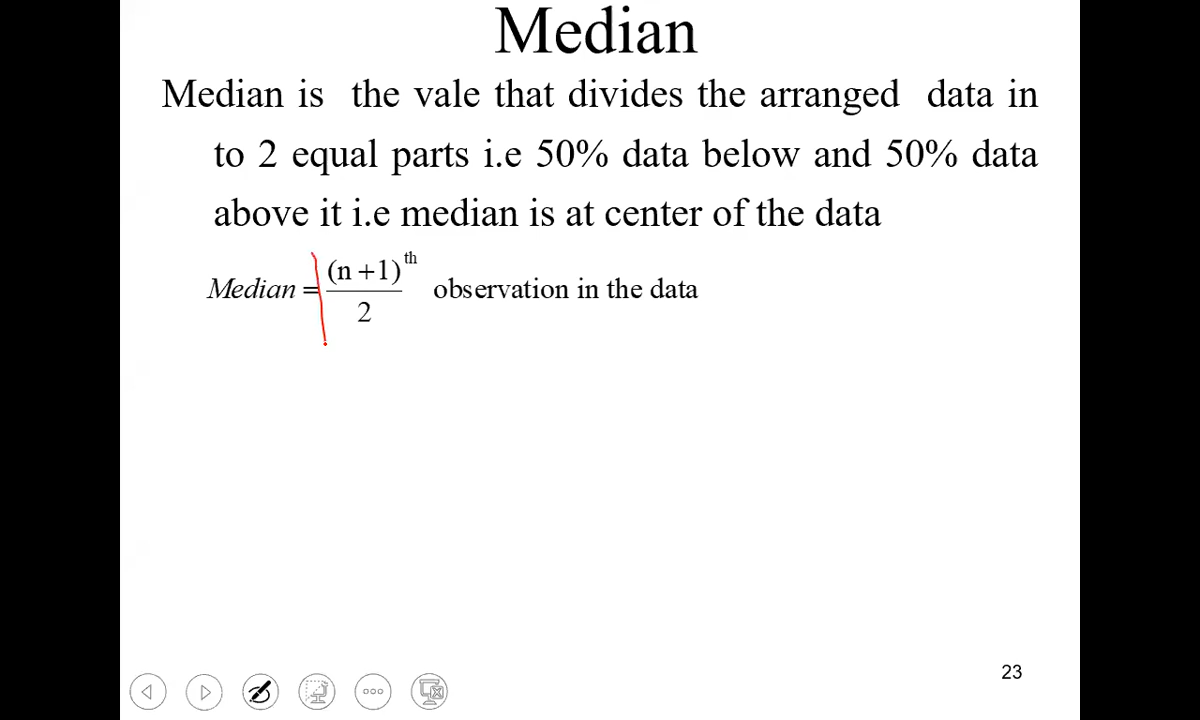 Median
Median is the vale that divides the arranged data in
to 2 equal parts i.e 50% data below and 50% data
above it i.e median is at center of the data
Median = (n +1)th / 2 observation in the data
23